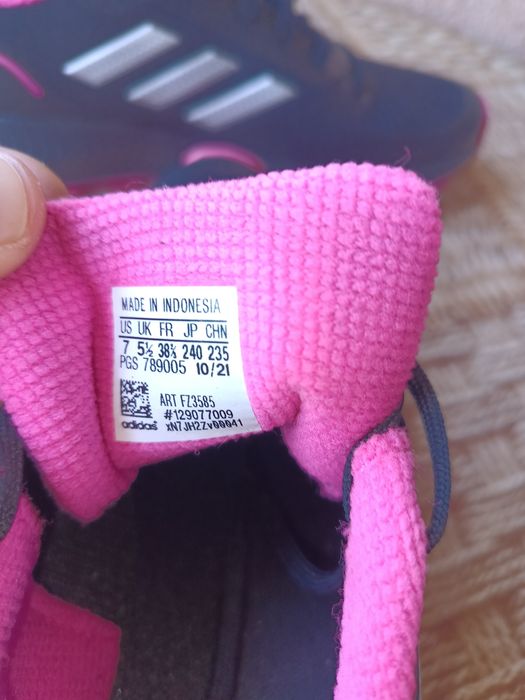 MADE IN INDONESIA
US UK FR JP CHN
7 5½ 38⅔ 240 235
PGS 789005 10/21
ART FZ3585
#129077009
adidas xN7JH2Zv00041